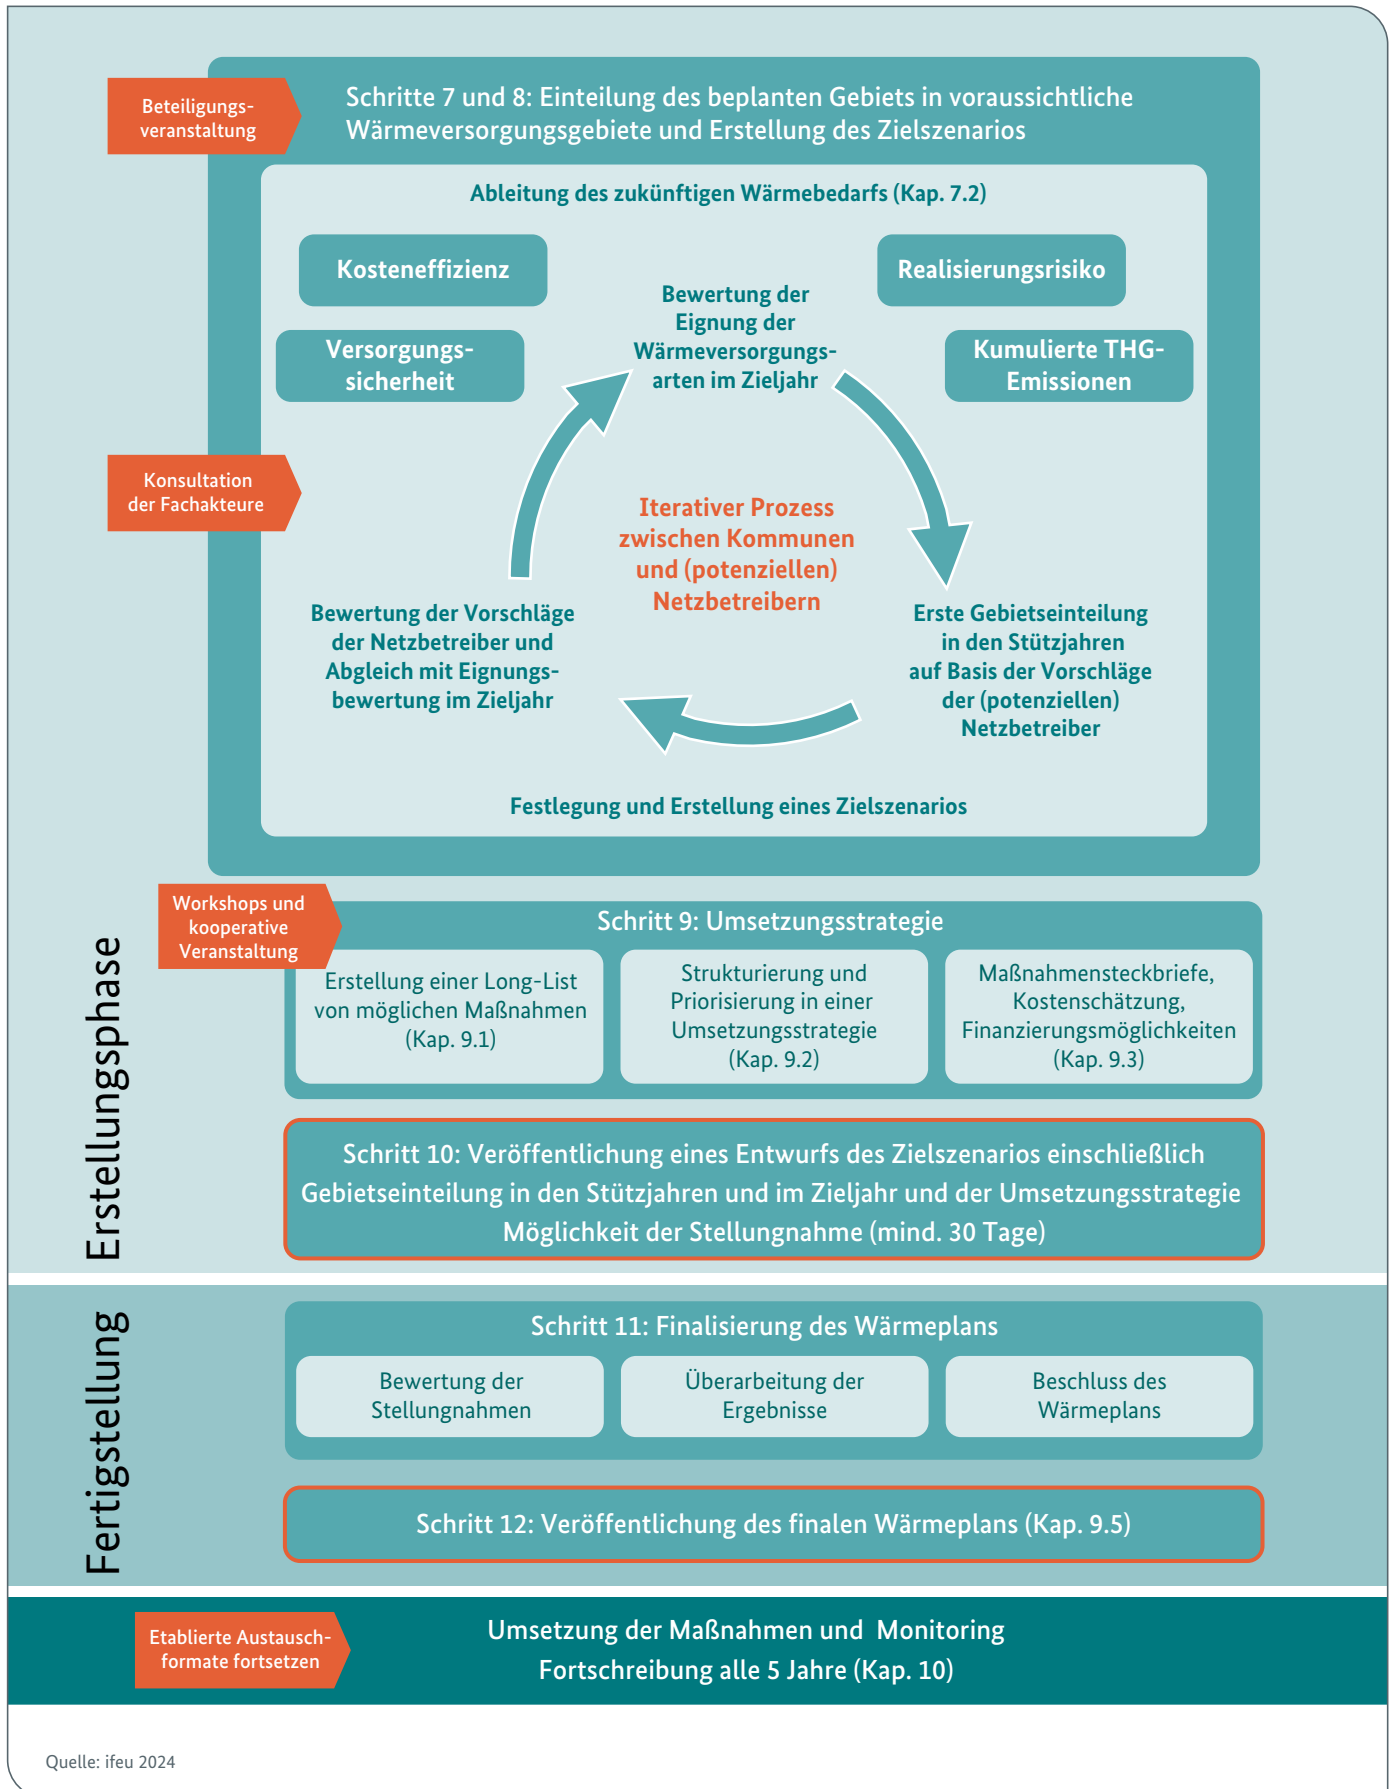 Beteiligungs-
veranstaltung
Schritte 7 und 8: Einteilung des beplanten Gebiets in voraussichtliche
Wärmeversorgungsgebiete und Erstellung des Zielszenarios
Ableitung des zukünftigen Wärmebedarfs (Kap. 7.2)
Kosteneffizienz
Realisierungsrisiko
Versorgungs-
sicherheit
Kumulierte THG-
Emissionen
Bewertung der
Eignung der
Wärmeversorgungs-
arten im Zieljahr
Konsultation
der Fachakteure
Iterativer Prozess
zwischen Kommunen
und (potenziellen)
Netzbetreibern
Bewertung der Vorschläge
der Netzbetreiber und
Abgleich mit Eignungs-
bewertung im Zieljahr
Erste Gebietseinteilung
in den Stützjahren
auf Basis der Vorschläge
der (potenziellen)
Netzbetreiber
Festlegung und Erstellung eines Zielszenarios
Erstellungsphase
Workshops und
kooperative
Veranstaltung
Schritt 9: Umsetzungsstrategie
Erstellung einer Long-List
von möglichen Maßnahmen
(Kap. 9.1)
Strukturierung und
Priorisierung in einer
Umsetzungsstrategie
(Kap. 9.2)
Maßnahmensteckbriefe,
Kostenschätzung,
Finanzierungsmöglichkeiten
(Kap. 9.3)
Schritt 10: Veröffentlichung eines Entwurfs des Zielszenarios einschließlich
Gebietseinteilung in den Stützjahren und im Zieljahr und der Umsetzungsstrategie
Möglichkeit der Stellungnahme (mind. 30 Tage)
Fertigstellung
Schritt 11: Finalisierung des Wärmeplans
Bewertung der
Stellungnahmen
Überarbeitung der
Ergebnisse
Beschluss des
Wärmeplans
Schritt 12: Veröffentlichung des finalen Wärmeplans (Kap. 9.5)
Etablierte Austausch-
formate fortsetzen
Umsetzung der Maßnahmen und Monitoring
Fortschreibung alle 5 Jahre (Kap. 10)
Quelle: ifeu 2024